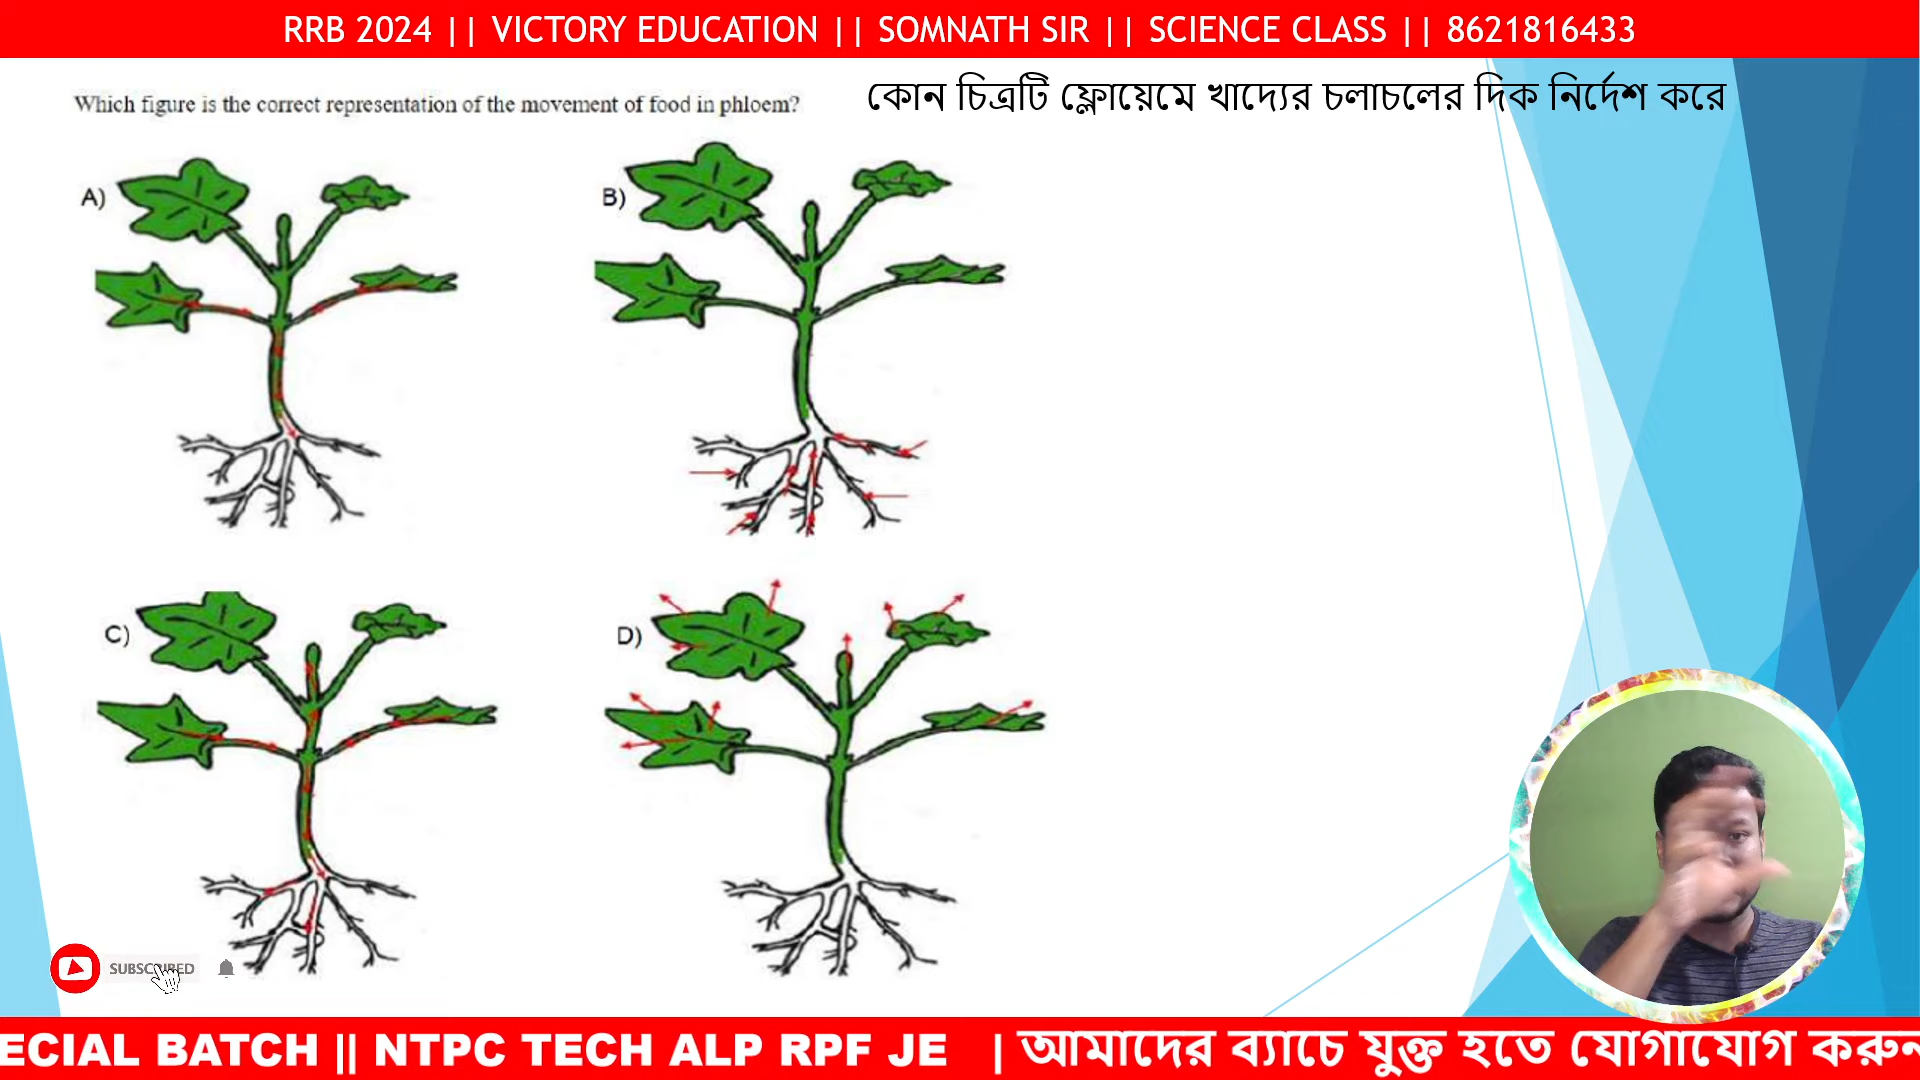 RRB 2024 || VICTORY EDUCATION || SOMNATH SIR || SCIENCE CLASS || 8621816433
Which figure is the correct representation of the movement of food in phloem?
কোন চিত্রটি ফ্লোয়েমে খাদ্যের চলাচলের দিক নির্দেশ করে
A)
B)
C)
D)
SUBSCRIBED
ECIAL BATCH || NTPC TECH ALP RPF JE | আমাদের ব্যাচে যুক্ত হতে যোগাযোগ করুন